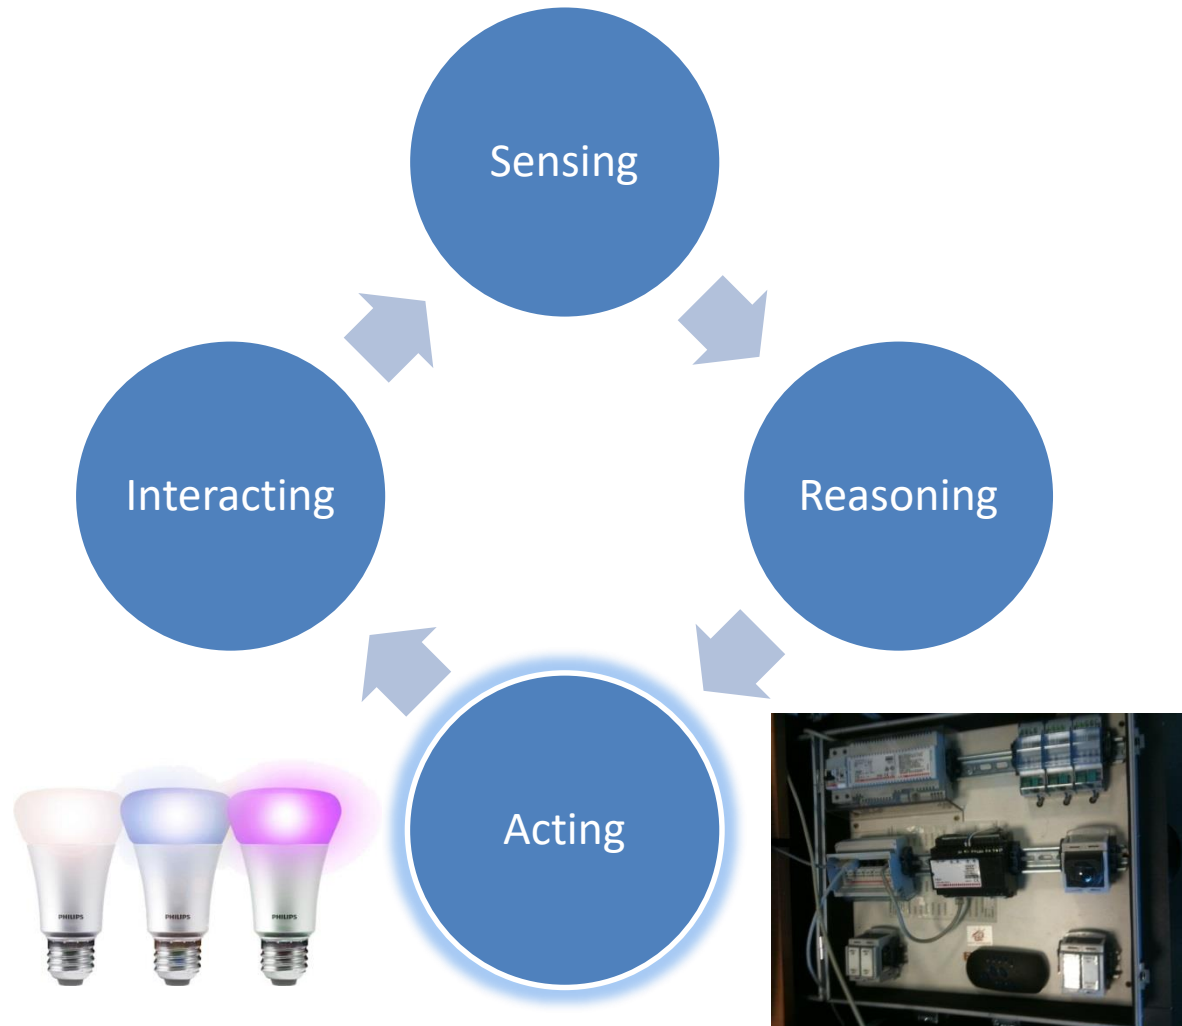 Sensing
Interacting
Reasoning
Acting
PHILIPS
PHILIPS
PHILIPS